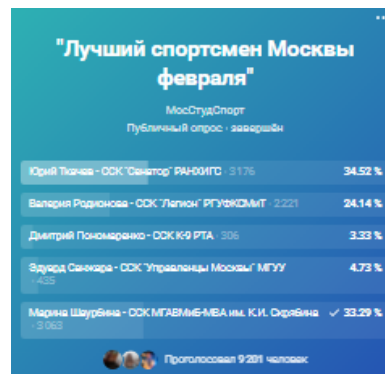 "Лучший спортсмен Москвы
февраля"
МосСтудСпорт
Публичный опрос · завершён
Юрий Ткачев - ССК "Сенатор" РАНХИГС · 3 176 34.52 %
Валерия Родионова - ССК "Легион" РГУФКСМиТ · 2 221 24.14 %
Дмитрий Пономаренко - ССК К-9 РТА · 306 3.33 %
Эдуард Санжара - ССК "Управленцы Москвы" МГУУ 4.73 %
· 435
Марина Шаурбина - ССК МГАВМиБ-МВА им. К.И. Скрябина 33.29 %
· 3 063
Проголосовал 9 201 человек